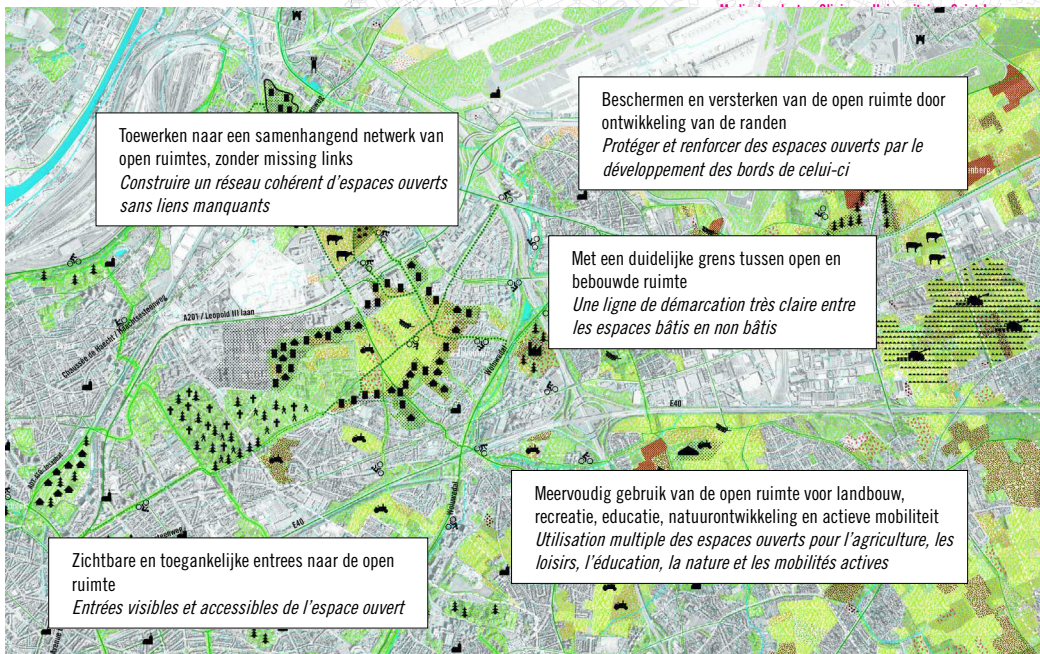 Toewerken naar een samenhangend netwerk van
open ruimtes, zonder missing links
Construire un réseau cohérent d'espaces ouverts
sans liens manquants
Beschermen en versterken van de open ruimte door
ontwikkeling van de randen
Protéger et renforcer des espaces ouverts par le
développement des bords de celui-ci
Met een duidelijke grens tussen open en
bebouwde ruimte
Une ligne de démarcation très claire entre
les espaces bâtis en non bâtis
A201 / Leopold III laan
Chaussée de Haecht / Haachtsesteenweg
Woluwedal
E40
Meervoudig gebruik van de open ruimte voor landbouw,
recreatie, educatie, natuurontwikkeling en actieve mobiliteit
Utilisation multiple des espaces ouverts pour l'agriculture, les
loisirs, l'éducation, la nature et les mobilités actives
Woluwedal
E40
Zichtbare en toegankelijke entrees naar de open
ruimte
Entrées visibles et accessibles de l'espace ouvert